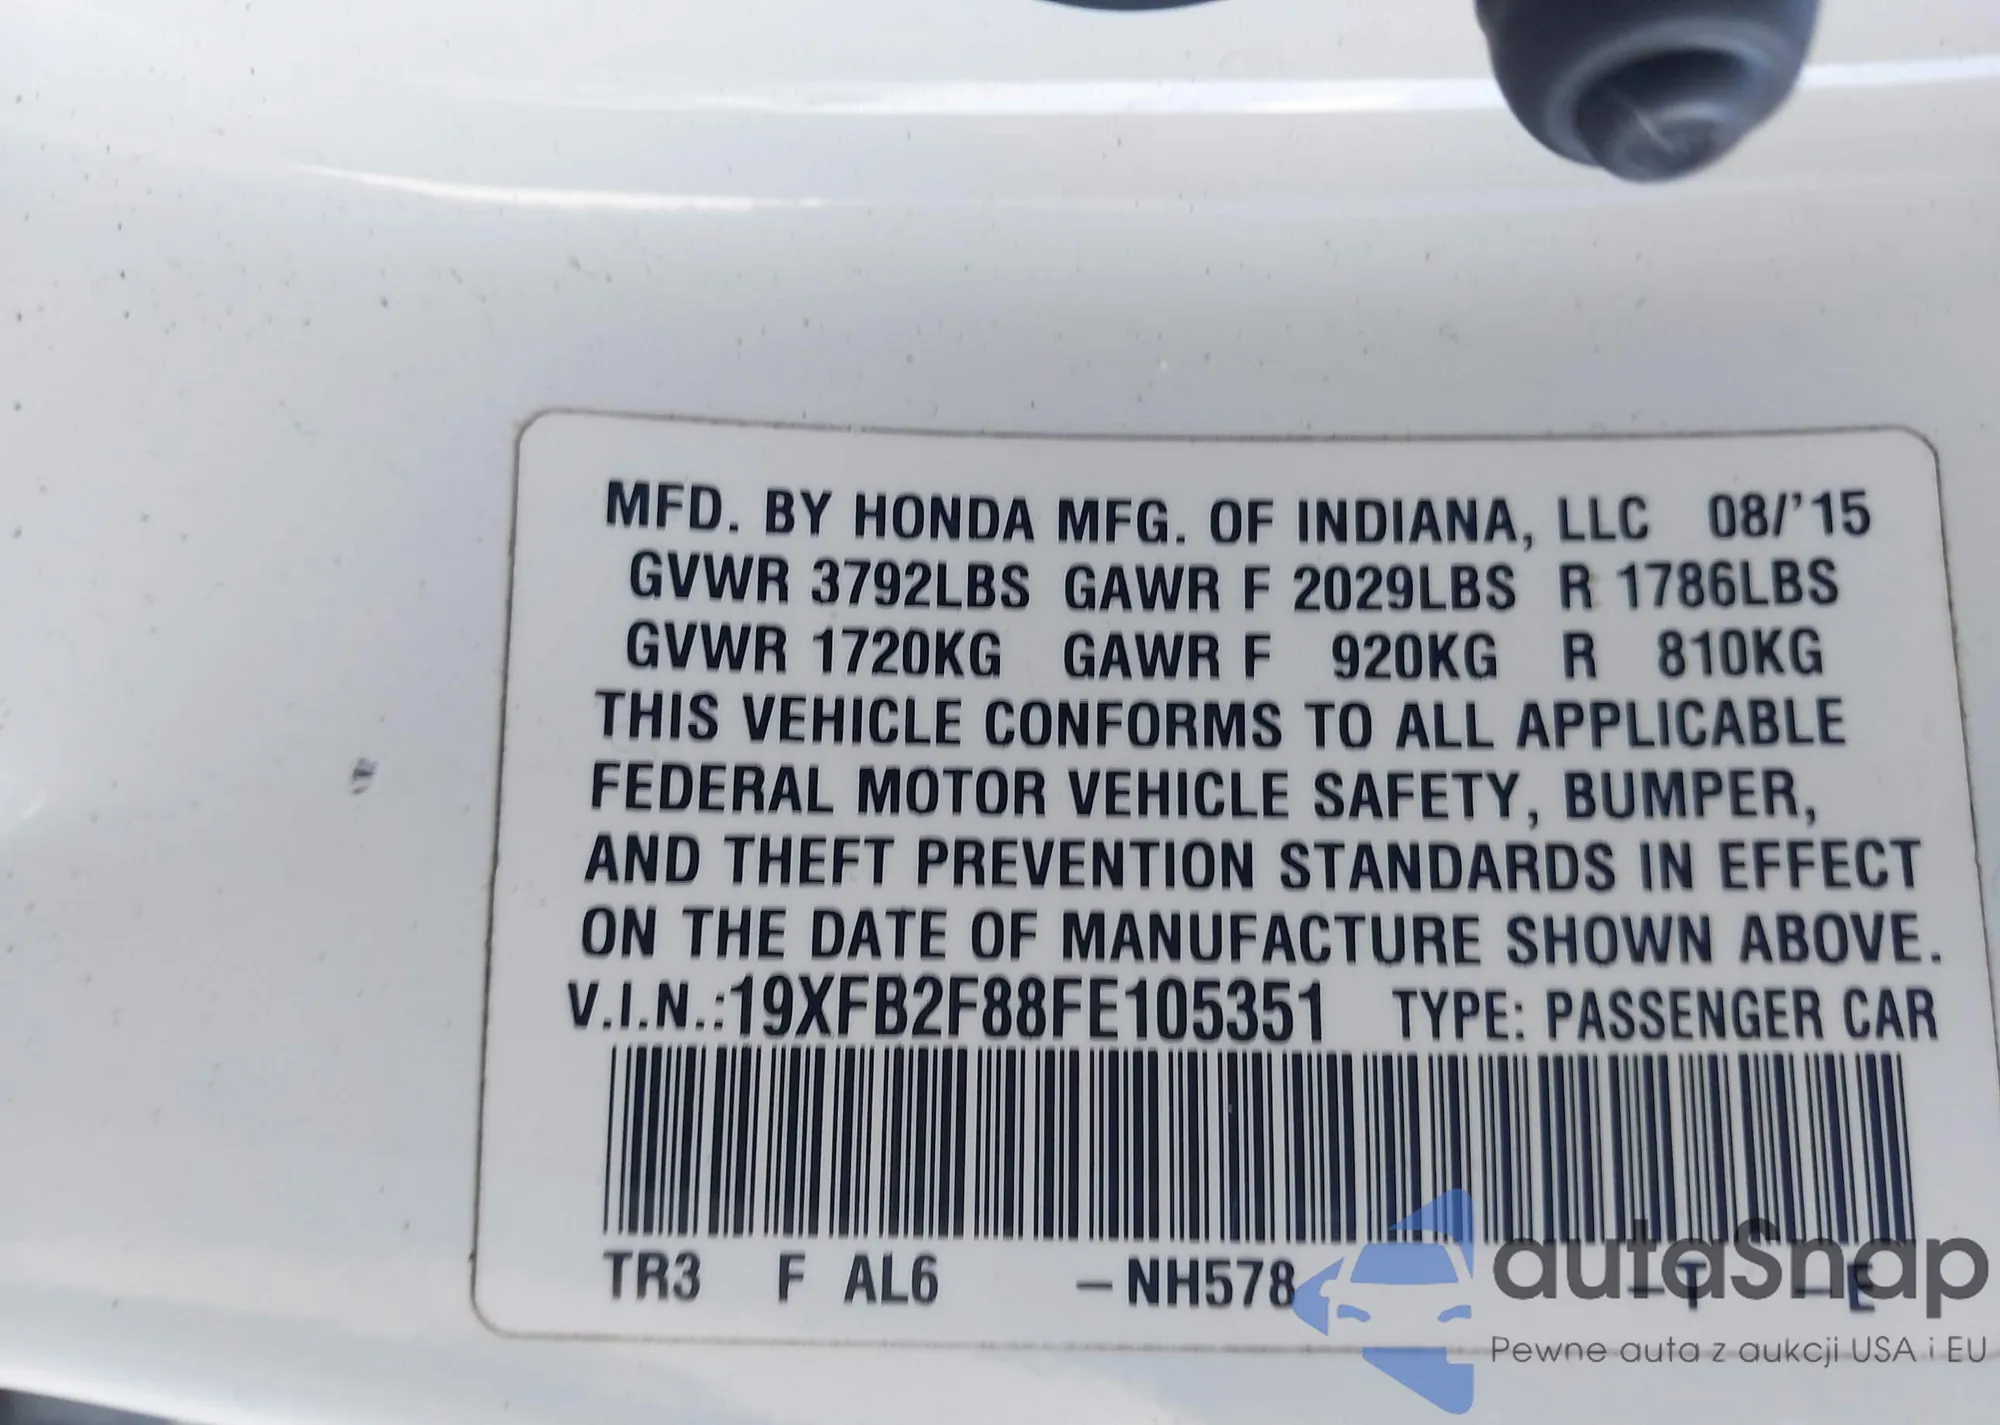 MFD. BY HONDA MFG. OF INDIANA, LLC 08/'15
GVWR 3792LBS GAWR F 2029LBS R 1786LBS
GVWR 1720KG GAWR F 920KG R 810KG
THIS VEHICLE CONFORMS TO ALL APPLICABLE
FEDERAL MOTOR VEHICLE SAFETY, BUMPER,
AND THEFT PREVENTION STANDARDS IN EFFECT
ON THE DATE OF MANUFACTURE SHOWN ABOVE.
V.I.N.:19XFB2F88FE105351 TYPE: PASSENGER CAR
TR3 F AL6 –NH578 –T –E
autaSnap
Pewne auta z aukcji USA i EU